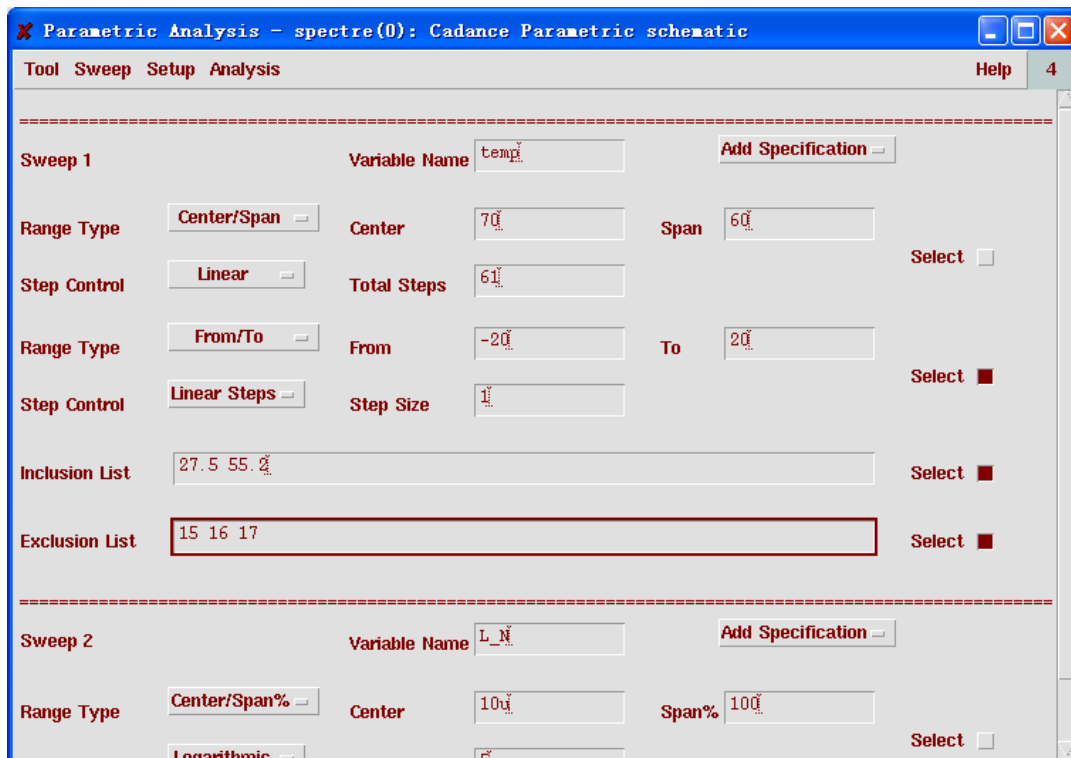 Parametric Analysis - spectre(0): Cadance Parametric schematic
Tool Sweep Setup Analysis Help 4
Sweep 1 Variable Name temp Add Specification
Range Type Center/Span Center 70 Span 60
Select
Step Control Linear Total Steps 61
Range Type From/To From -20 To 20
Select
Step Control Linear Steps Step Size 1
Inclusion List 27.5 55.2 Select
Exclusion List 15 16 17 Select
Sweep 2 Variable Name L_N Add Specification
Range Type Center/Span% Center 10u Span% 100
Select
Logarithmic